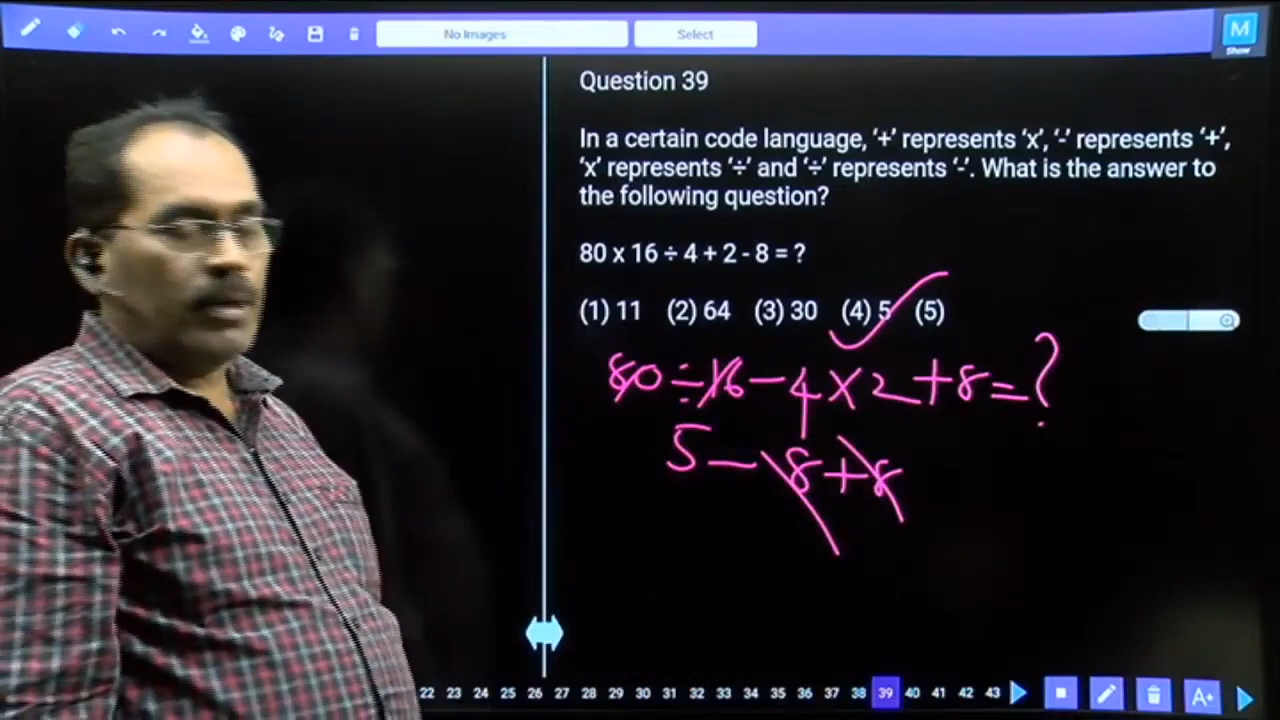 No Images
Select
M
Show
Question 39
In a certain code language, ‘+’ represents ‘x’, ‘-’ represents ‘+’,
‘x’ represents ‘÷’ and ‘÷’ represents ‘-’. What is the answer to
the following question?
80 x 16 ÷ 4 + 2 - 8 = ?
(1) 11 (2) 64 (3) 30 (4) 5 (5)
80 ÷ 16 - 4 × 2 + 8 = ?
5 - 8 + 8
22 23 24 25 26 27 28 29 30 31 32 33 34 35 36 37 38 39 40 41 42 43
A+